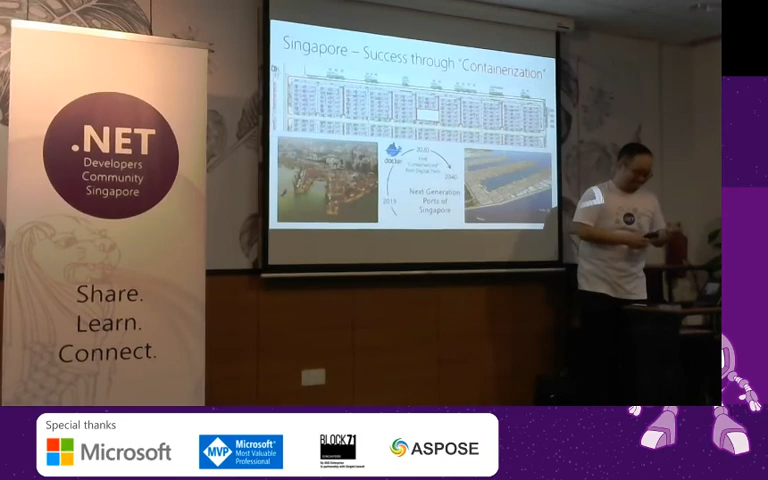 Singapore – Success through "Containerization"
docker
2019
2020
2040
Next Generation
Ports of
Singapore
.NET
Developers
Community
Singapore
Share.
Learn.
Connect.
Special thanks
Microsoft
MVP
Microsoft®
Most Valuable
Professional
BLOCK71
ASPOSE